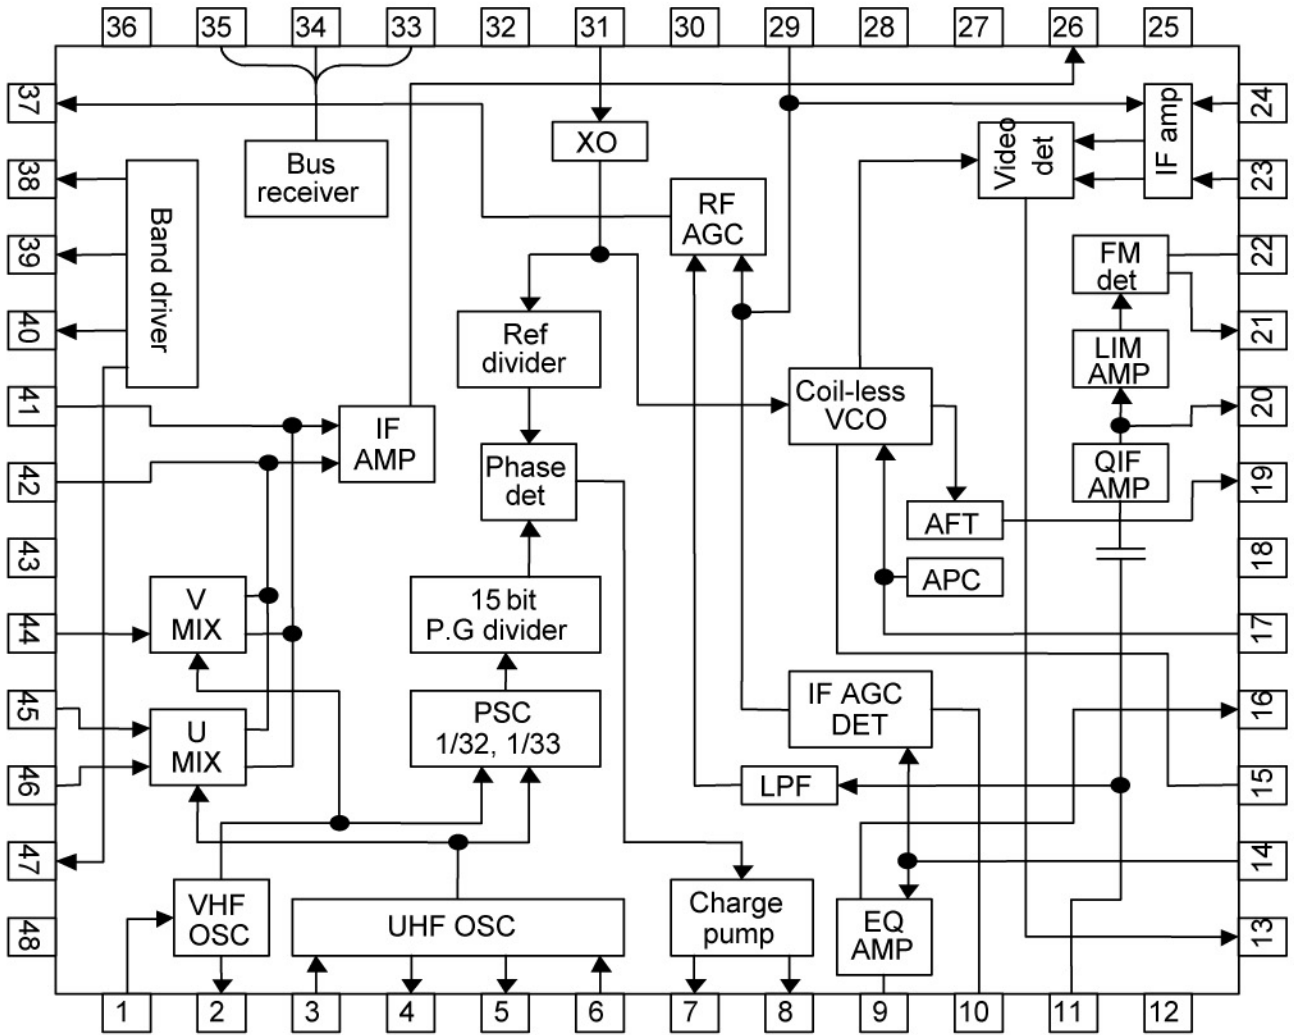 36 35 34 33 32 31 30 29 28 27 26 25
37
38
39
40
41
42
43
44
45
46
47
48
24
23
22
21
20
19
18
17
16
15
14
13
XO
Bus
receiver
Band driver
RF
AGC
Video
det
IF amp
FM
det
LIM
AMP
Ref
divider
Coil-less
VCO
IF
AMP
Phase
det
QIF
AMP
AFT
APC
V
MIX
15 bit
P.G divider
U
MIX
PSC
1/32, 1/33
IF AGC
DET
LPF
VHF
OSC
UHF OSC
Charge
pump
EQ
AMP
1 2 3 4 5 6 7 8 9 10 11 12